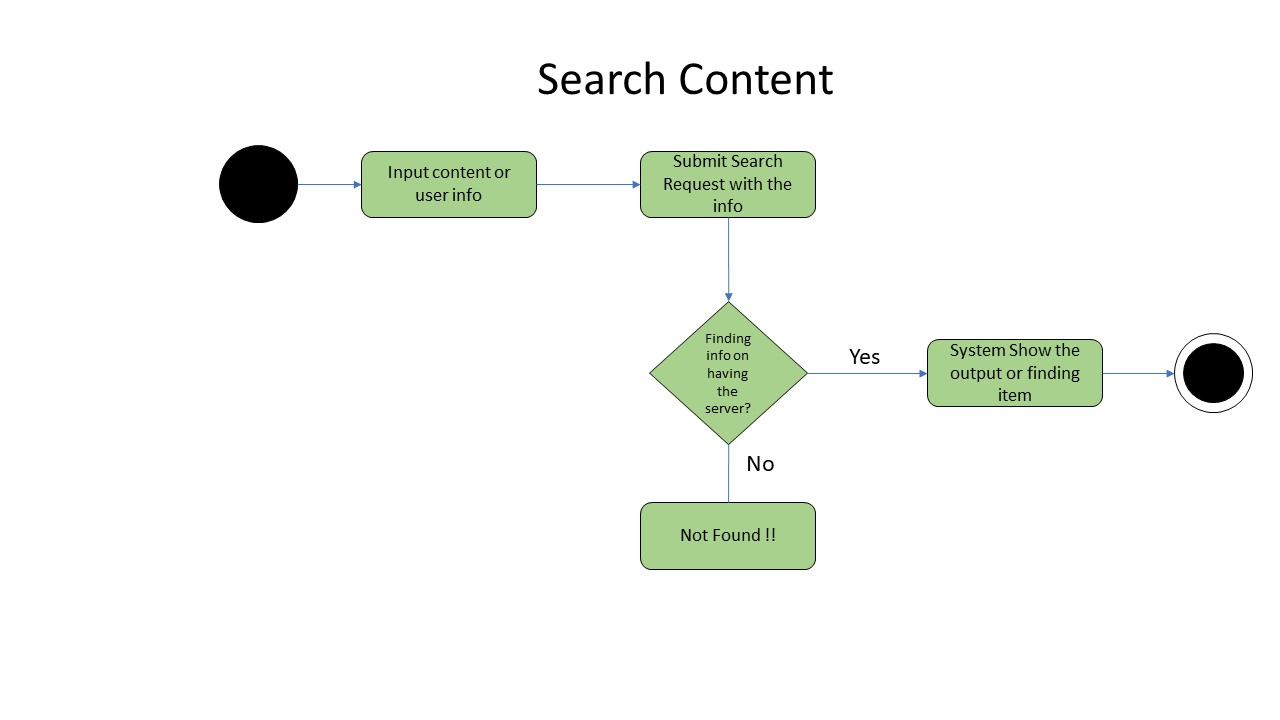 Search Content
Input content or
user info
Submit Search
Request with the
info
Finding
info on
having
the
server?
Yes
System Show the
output or finding
item
No
Not Found !!